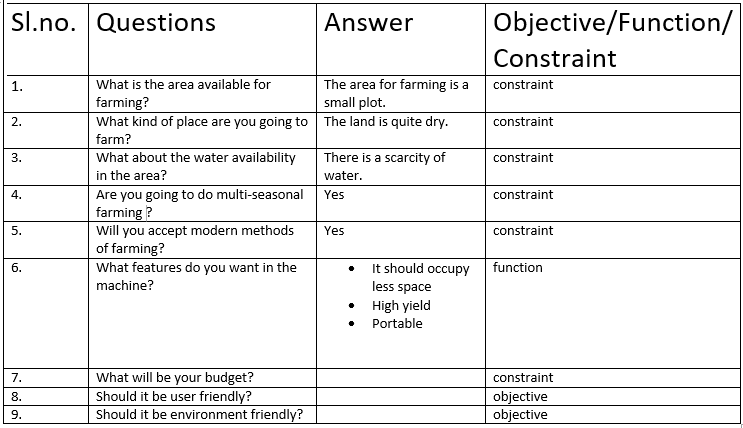 Sl.no. Questions Answer Objective/Function/
Constraint
1. What is the area available for The area for farming is a constraint
farming? small plot.
2. What kind of place are you going to The land is quite dry. constraint
farm?
3. What about the water availability There is a scarcity of constraint
in the area? water.
4. Are you going to do multi-seasonal Yes constraint
farming ?
5. Will you accept modern methods Yes constraint
of farming?
6. What features do you want in the • It should occupy function
machine? less space
• High yield
• Portable
7. What will be your budget? constraint
8. Should it be user friendly? objective
9. Should it be environment friendly? objective